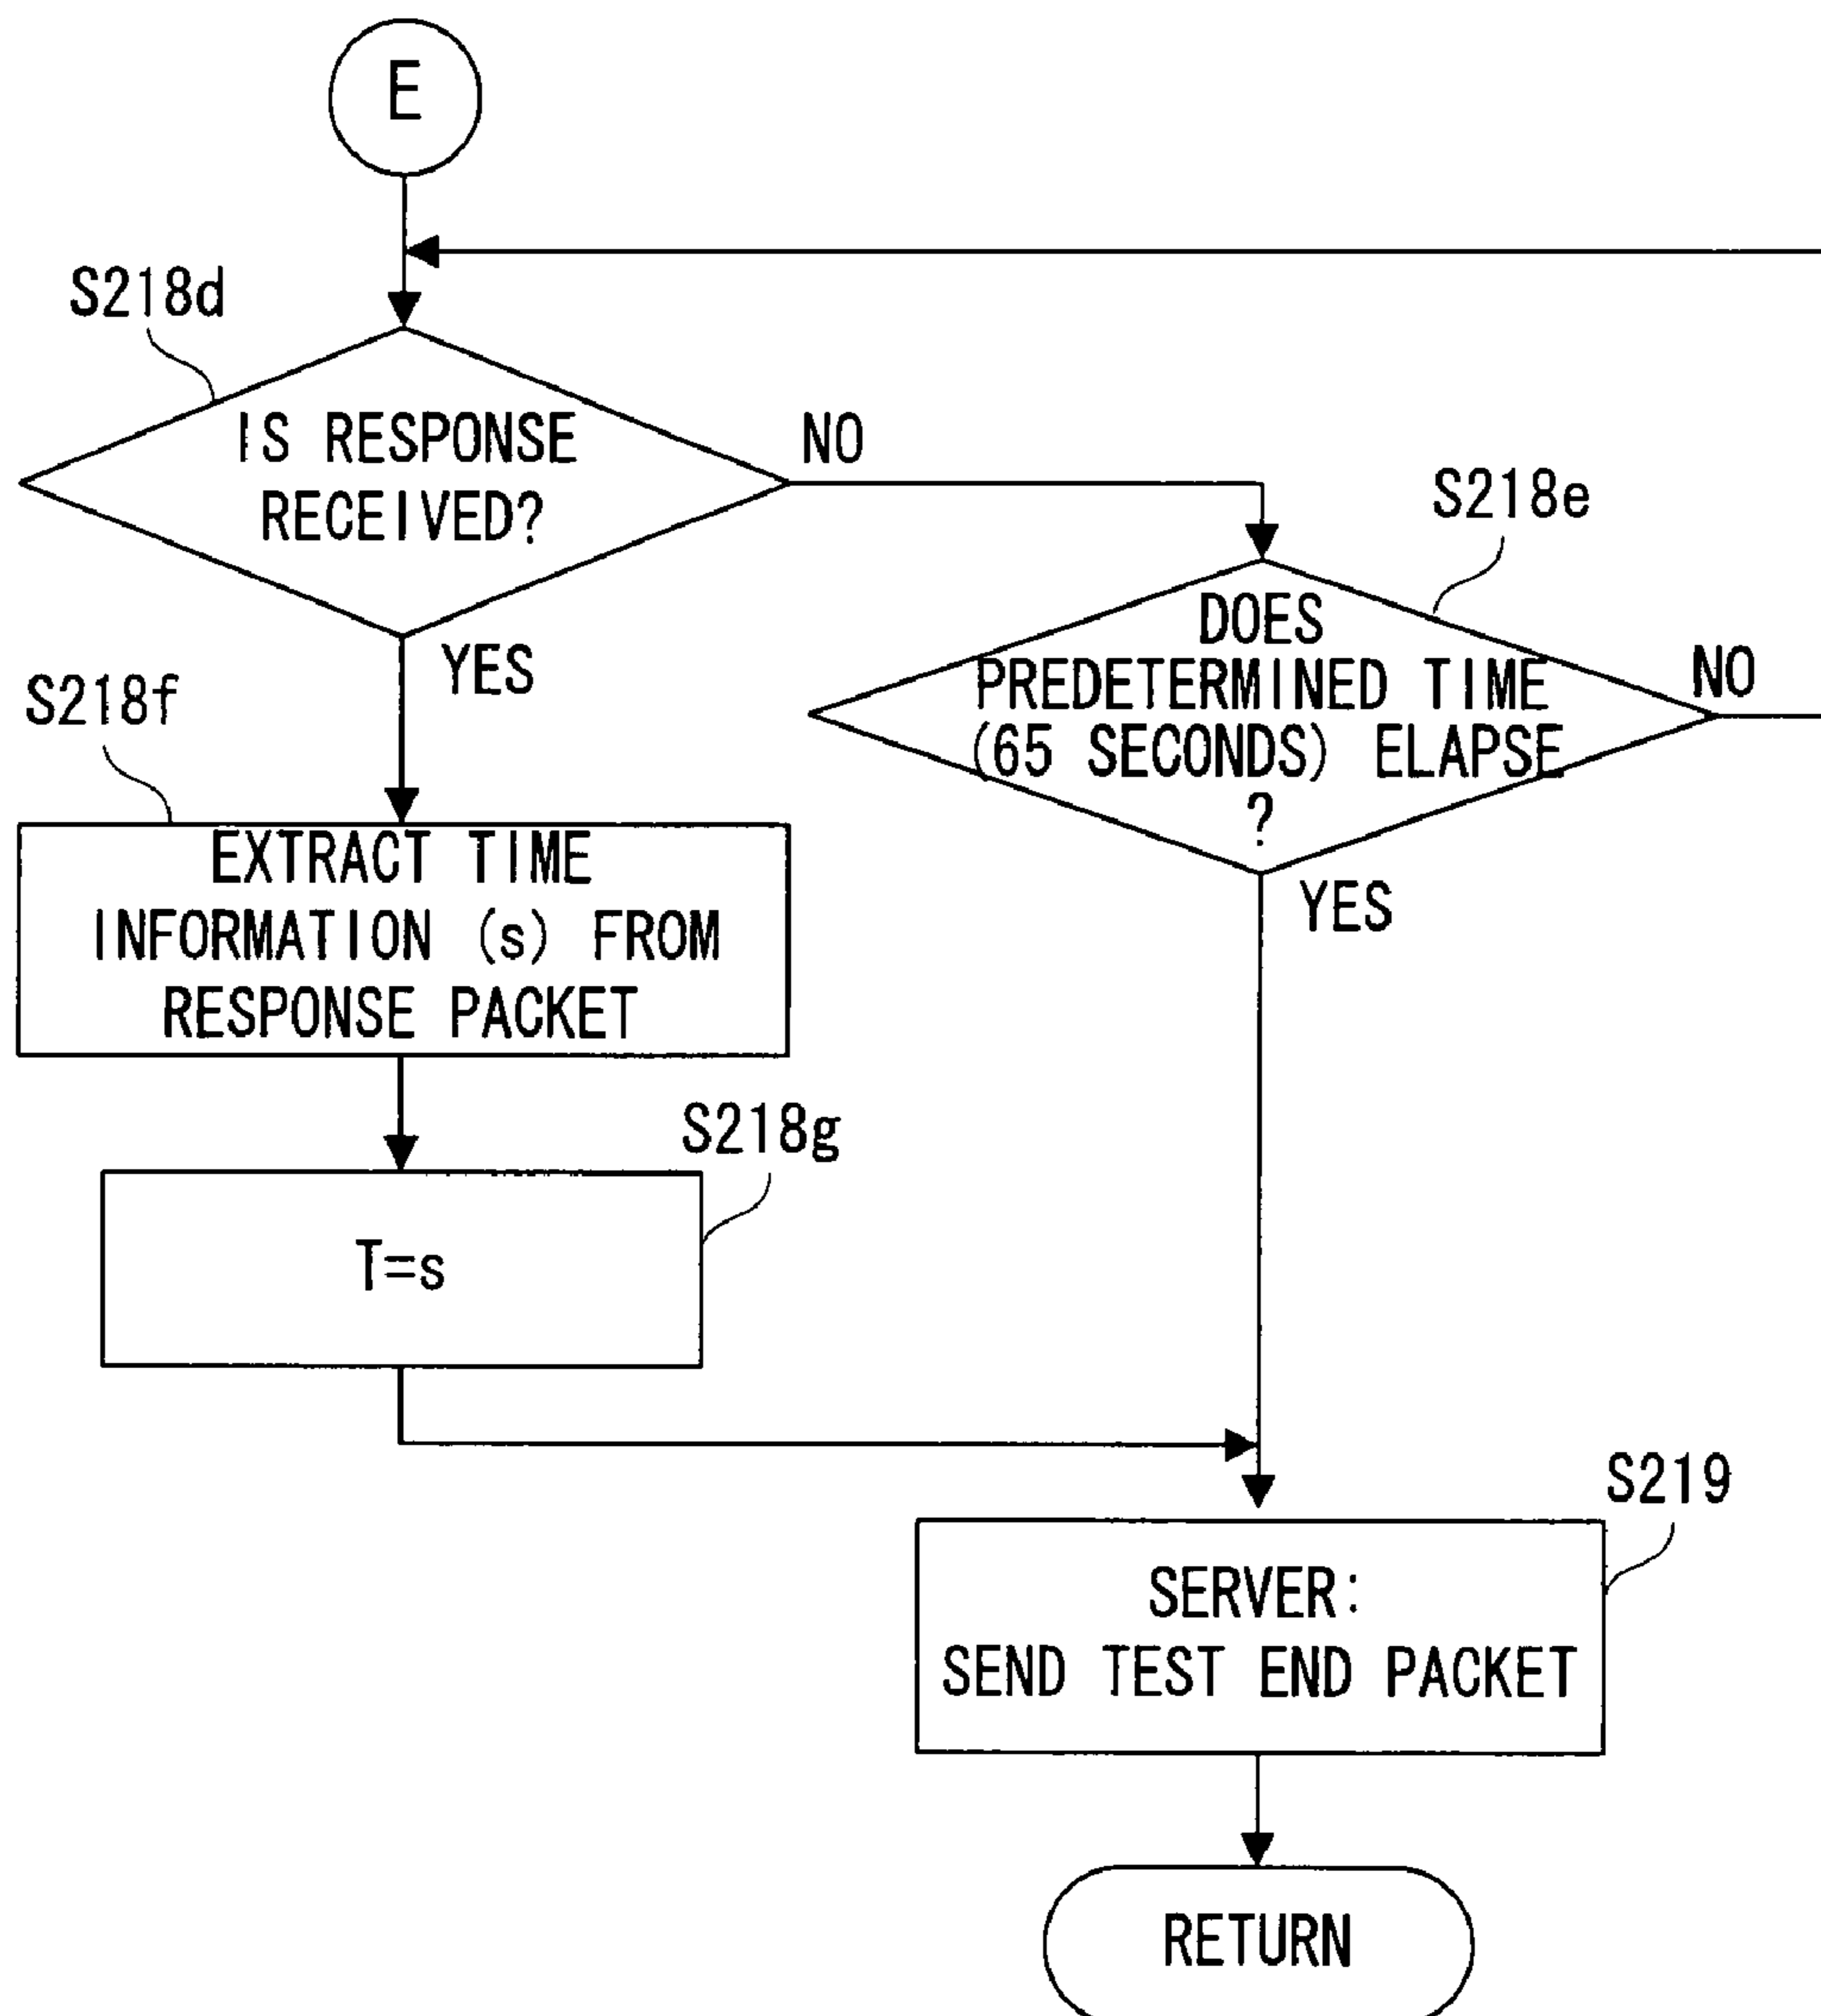 E
S218d
IS RESPONSE
RECEIVED?
NO
YES
S218e
DOES
PREDETERMINED TIME
(65 SECONDS) ELAPSE
?
NO
YES
S218f
EXTRACT TIME
INFORMATION (s) FROM
RESPONSE PACKET
S218g
T=s
S219
SERVER:
SEND TEST END PACKET
RETURN